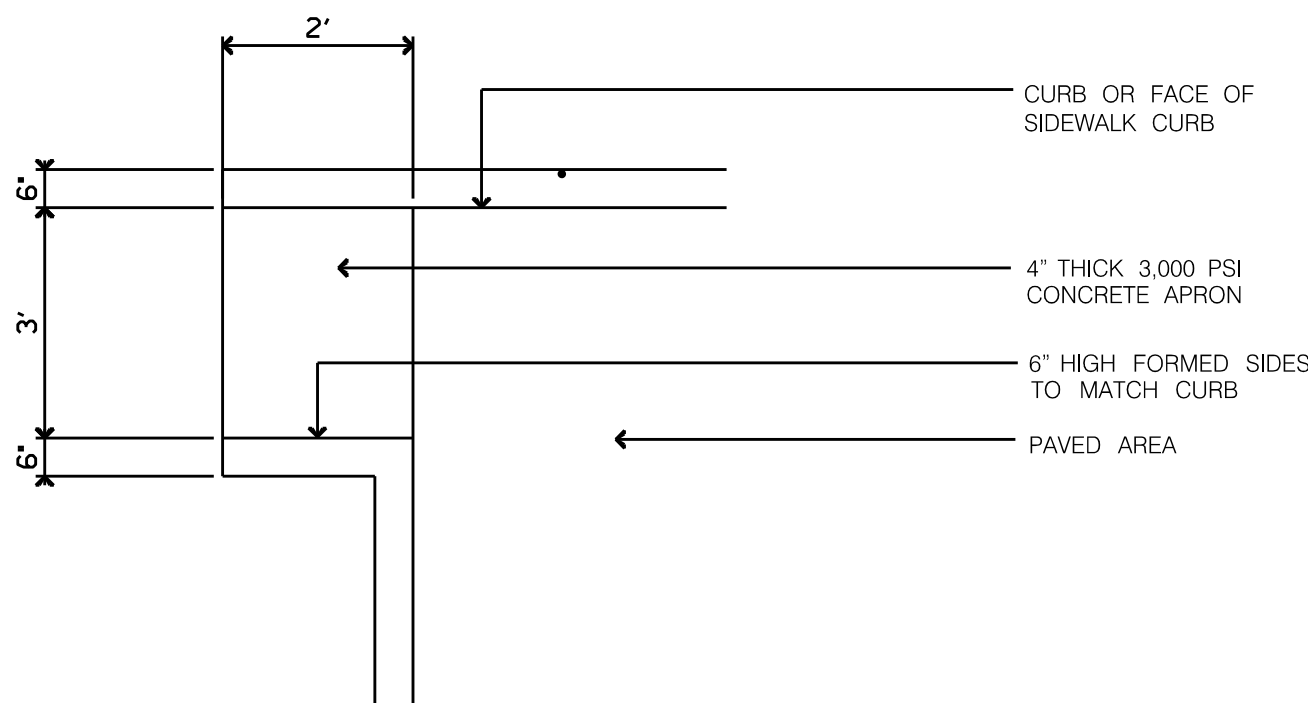 2'
CURB OR FACE OF
SIDEWALK CURB
6"
4" THICK 3,000 PSI
CONCRETE APRON
3'
6" HIGH FORMED SIDES
TO MATCH CURB
6"
PAVED AREA